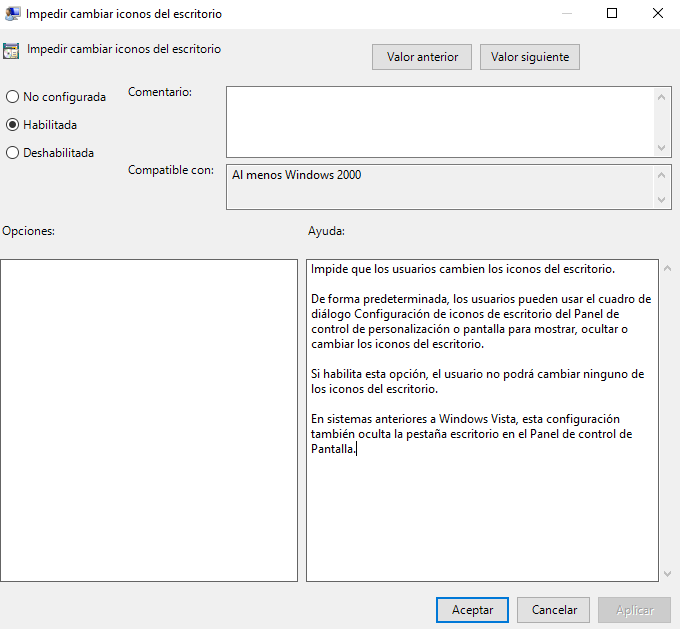 Impedir cambiar iconos del escritorio
Impedir cambiar iconos del escritorio
Valor anterior
Valor siguiente
No configurada
Habilitada
Deshabilitada
Comentario:
Compatible con:
Al menos Windows 2000
Opciones:
Ayuda:
Impide que los usuarios cambien los iconos del escritorio.
De forma predeterminada, los usuarios pueden usar el cuadro de
diálogo Configuración de iconos de escritorio del Panel de
control de personalización o pantalla para mostrar, ocultar o
cambiar los iconos del escritorio.
Si habilita esta opción, el usuario no podrá cambiar ninguno de
los iconos del escritorio.
En sistemas anteriores a Windows Vista, esta configuración
también oculta la pestaña escritorio en el Panel de control de
Pantalla.
Aceptar
Cancelar
Aplicar